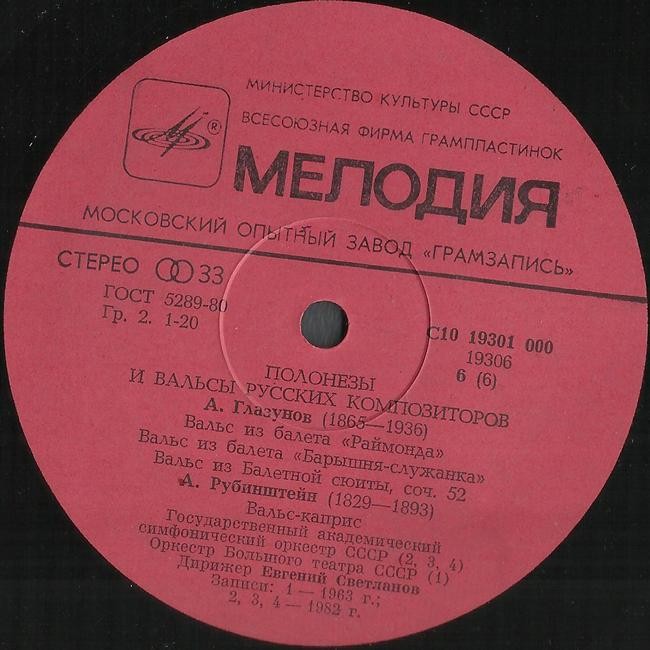 МИНИСТЕРСТВО КУЛЬТУРЫ СССР
ВСЕСОЮЗНАЯ ФИРМА ГРАМПЛАСТИНОК
®
МЕЛОДИЯ
МОСКОВСКИЙ ОПЫТНЫЙ ЗАВОД «ГРАМЗАПИСЬ»
СТЕРЕО 33
ГОСТ 5289-80
Гр. 2. 1-20
С10 19301 000
19306
6 (6)
ПОЛОНЕЗЫ
И ВАЛЬСЫ РУССКИХ КОМПОЗИТОРОВ
А. Глазунов (1865—1936)
Вальс из балета «Раймонда»
Вальс из балета «Барышня-служанка»
Вальс из Балетной сюиты, соч. 52
А. Рубинштейн (1829—1893)
Вальс-каприс
Государственный академический
симфонический оркестр СССР (2, 3, 4)
Оркестр Большого театра СССР (1)
Дирижер Евгений Светланов
Записи: 1 — 1963 г.;
2, 3, 4 — 1982 г.